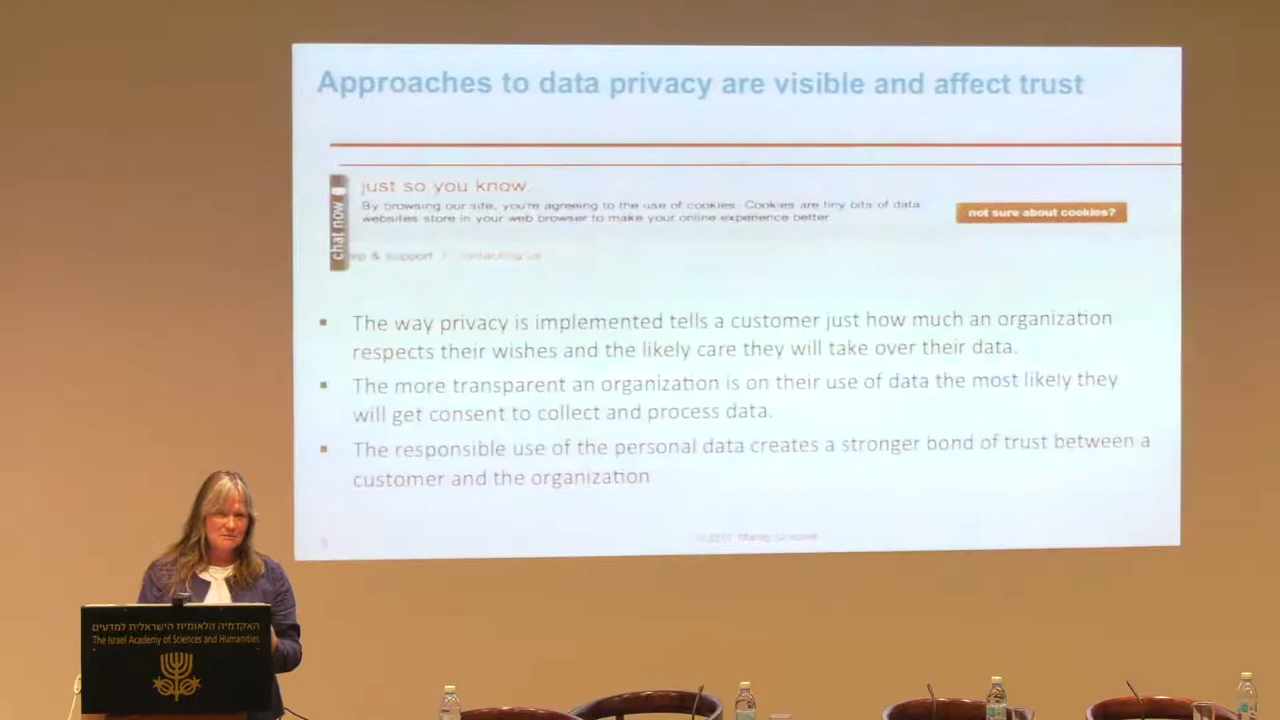 Approaches to data privacy are visible and affect trust
just so you know.
By browsing our site, you're agreeing to the use of cookies. Cookies are tiny bits of data
websites store in your web browser to make your online experience better
not sure about cookies?
chat now
& support / contacting us
▪ The way privacy is implemented tells a customer just how much an organization
respects their wishes and the likely care they will take over their data.
▪ The more transparent an organization is on their use of data the most likely they
will get consent to collect and process data.
▪ The responsible use of the personal data creates a stronger bond of trust between a
customer and the organization
האקדמיה הלאומית הישראלית למדעים
The Israel Academy of Sciences and Humanities